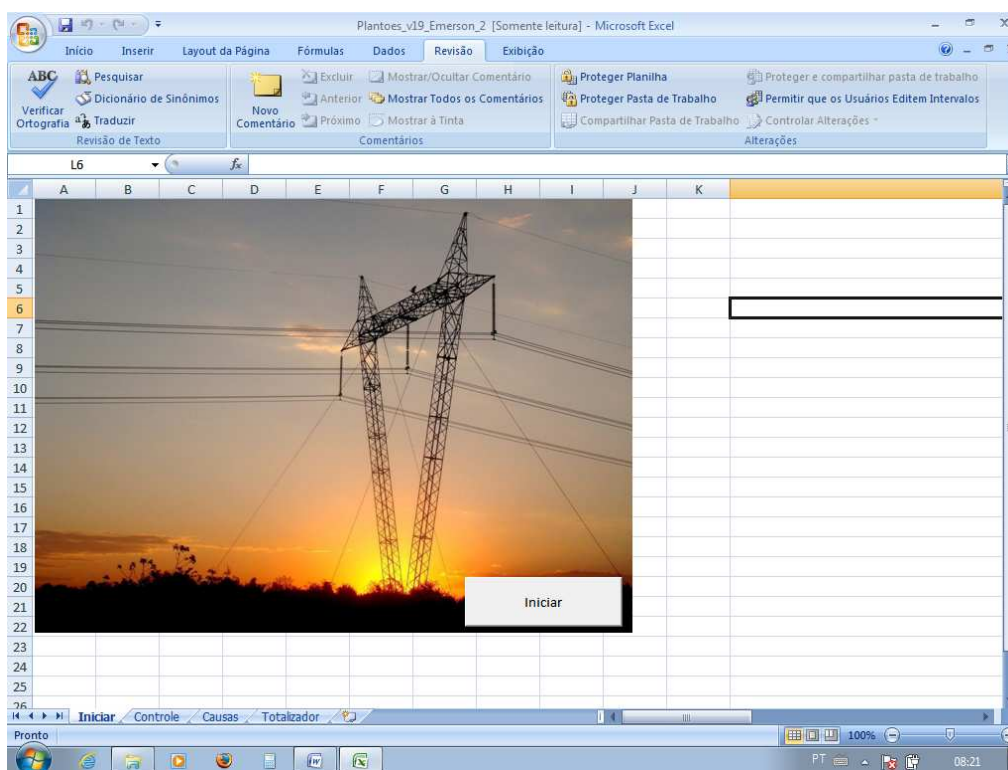 Plantoes_v19_Emerson_2 [Somente leitura] - Microsoft Excel
Início Inserir Layout da Página Fórmulas Dados Revisão Exibição
ABC Pesquisar Excluir Mostrar/Ocultar Comentário Proteger Planilha Proteger e compartilhar pasta de trabalho
Dicionário de Sinônimos Anterior Mostrar Todos os Comentários Proteger Pasta de Trabalho Permitir que os Usuários Editem Intervalos
Verificar Ortografia Traduzir Novo Comentário Próximo Mostrar à Tinta Compartilhar Pasta de Trabalho Controlar Alterações
Revisão de Texto Comentários Alterações
L6 fx
A B C D E F G H I J K
1
2
3
4
5
6
7
8
9
10
11
12
13
14
15
16
17
18
19
20
21 Iniciar
22
23
24
25
26
Iniciar Controle Causas Totalizador
Pronto 100%
PT 08:21